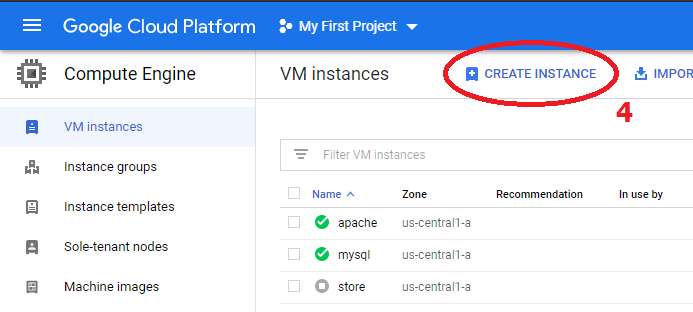 Google Cloud Platform My First Project
Compute Engine
VM instances CREATE INSTANCE IMPOR
4
VM instances
Instance groups
Instance templates
Sole-tenant nodes
Machine images
Filter VM instances
Name Zone Recommendation In use by
apache us-central1-a
mysql us-central1-a
store us-central1-a